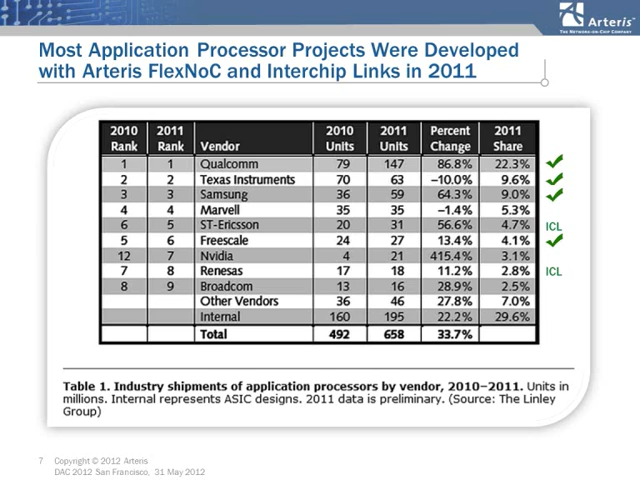 Arteris
THE NETWORK-ON-CHIP COMPANY
Most Application Processor Projects Were Developed
with Arteris FlexNoC and Interchip Links in 2011
2010 Rank 2011 Rank Vendor 2010 Units 2011 Units Percent Change 2011 Share
1 1 Qualcomm 79 147 86.8% 22.3%
2 2 Texas Instruments 70 63 –10.0% 9.6%
3 3 Samsung 36 59 64.3% 9.0%
4 4 Marvell 35 35 –1.4% 5.3%
6 5 ST-Ericsson 20 31 56.6% 4.7% ICL
5 6 Freescale 24 27 13.4% 4.1%
12 7 Nvidia 4 21 415.4% 3.1%
7 8 Renesas 17 18 11.2% 2.8% ICL
8 9 Broadcom 13 16 28.9% 2.5%
Other Vendors 36 46 27.8% 7.0%
Internal 160 195 22.2% 29.6%
Total 492 658 33.7%
Table 1. Industry shipments of application processors by vendor, 2010–2011. Units in
millions. Internal represents ASIC designs. 2011 data is preliminary. (Source: The Linley
Group)
7 Copyright © 2012 Arteris
DAC 2012 San Francisco, 31 May 2012